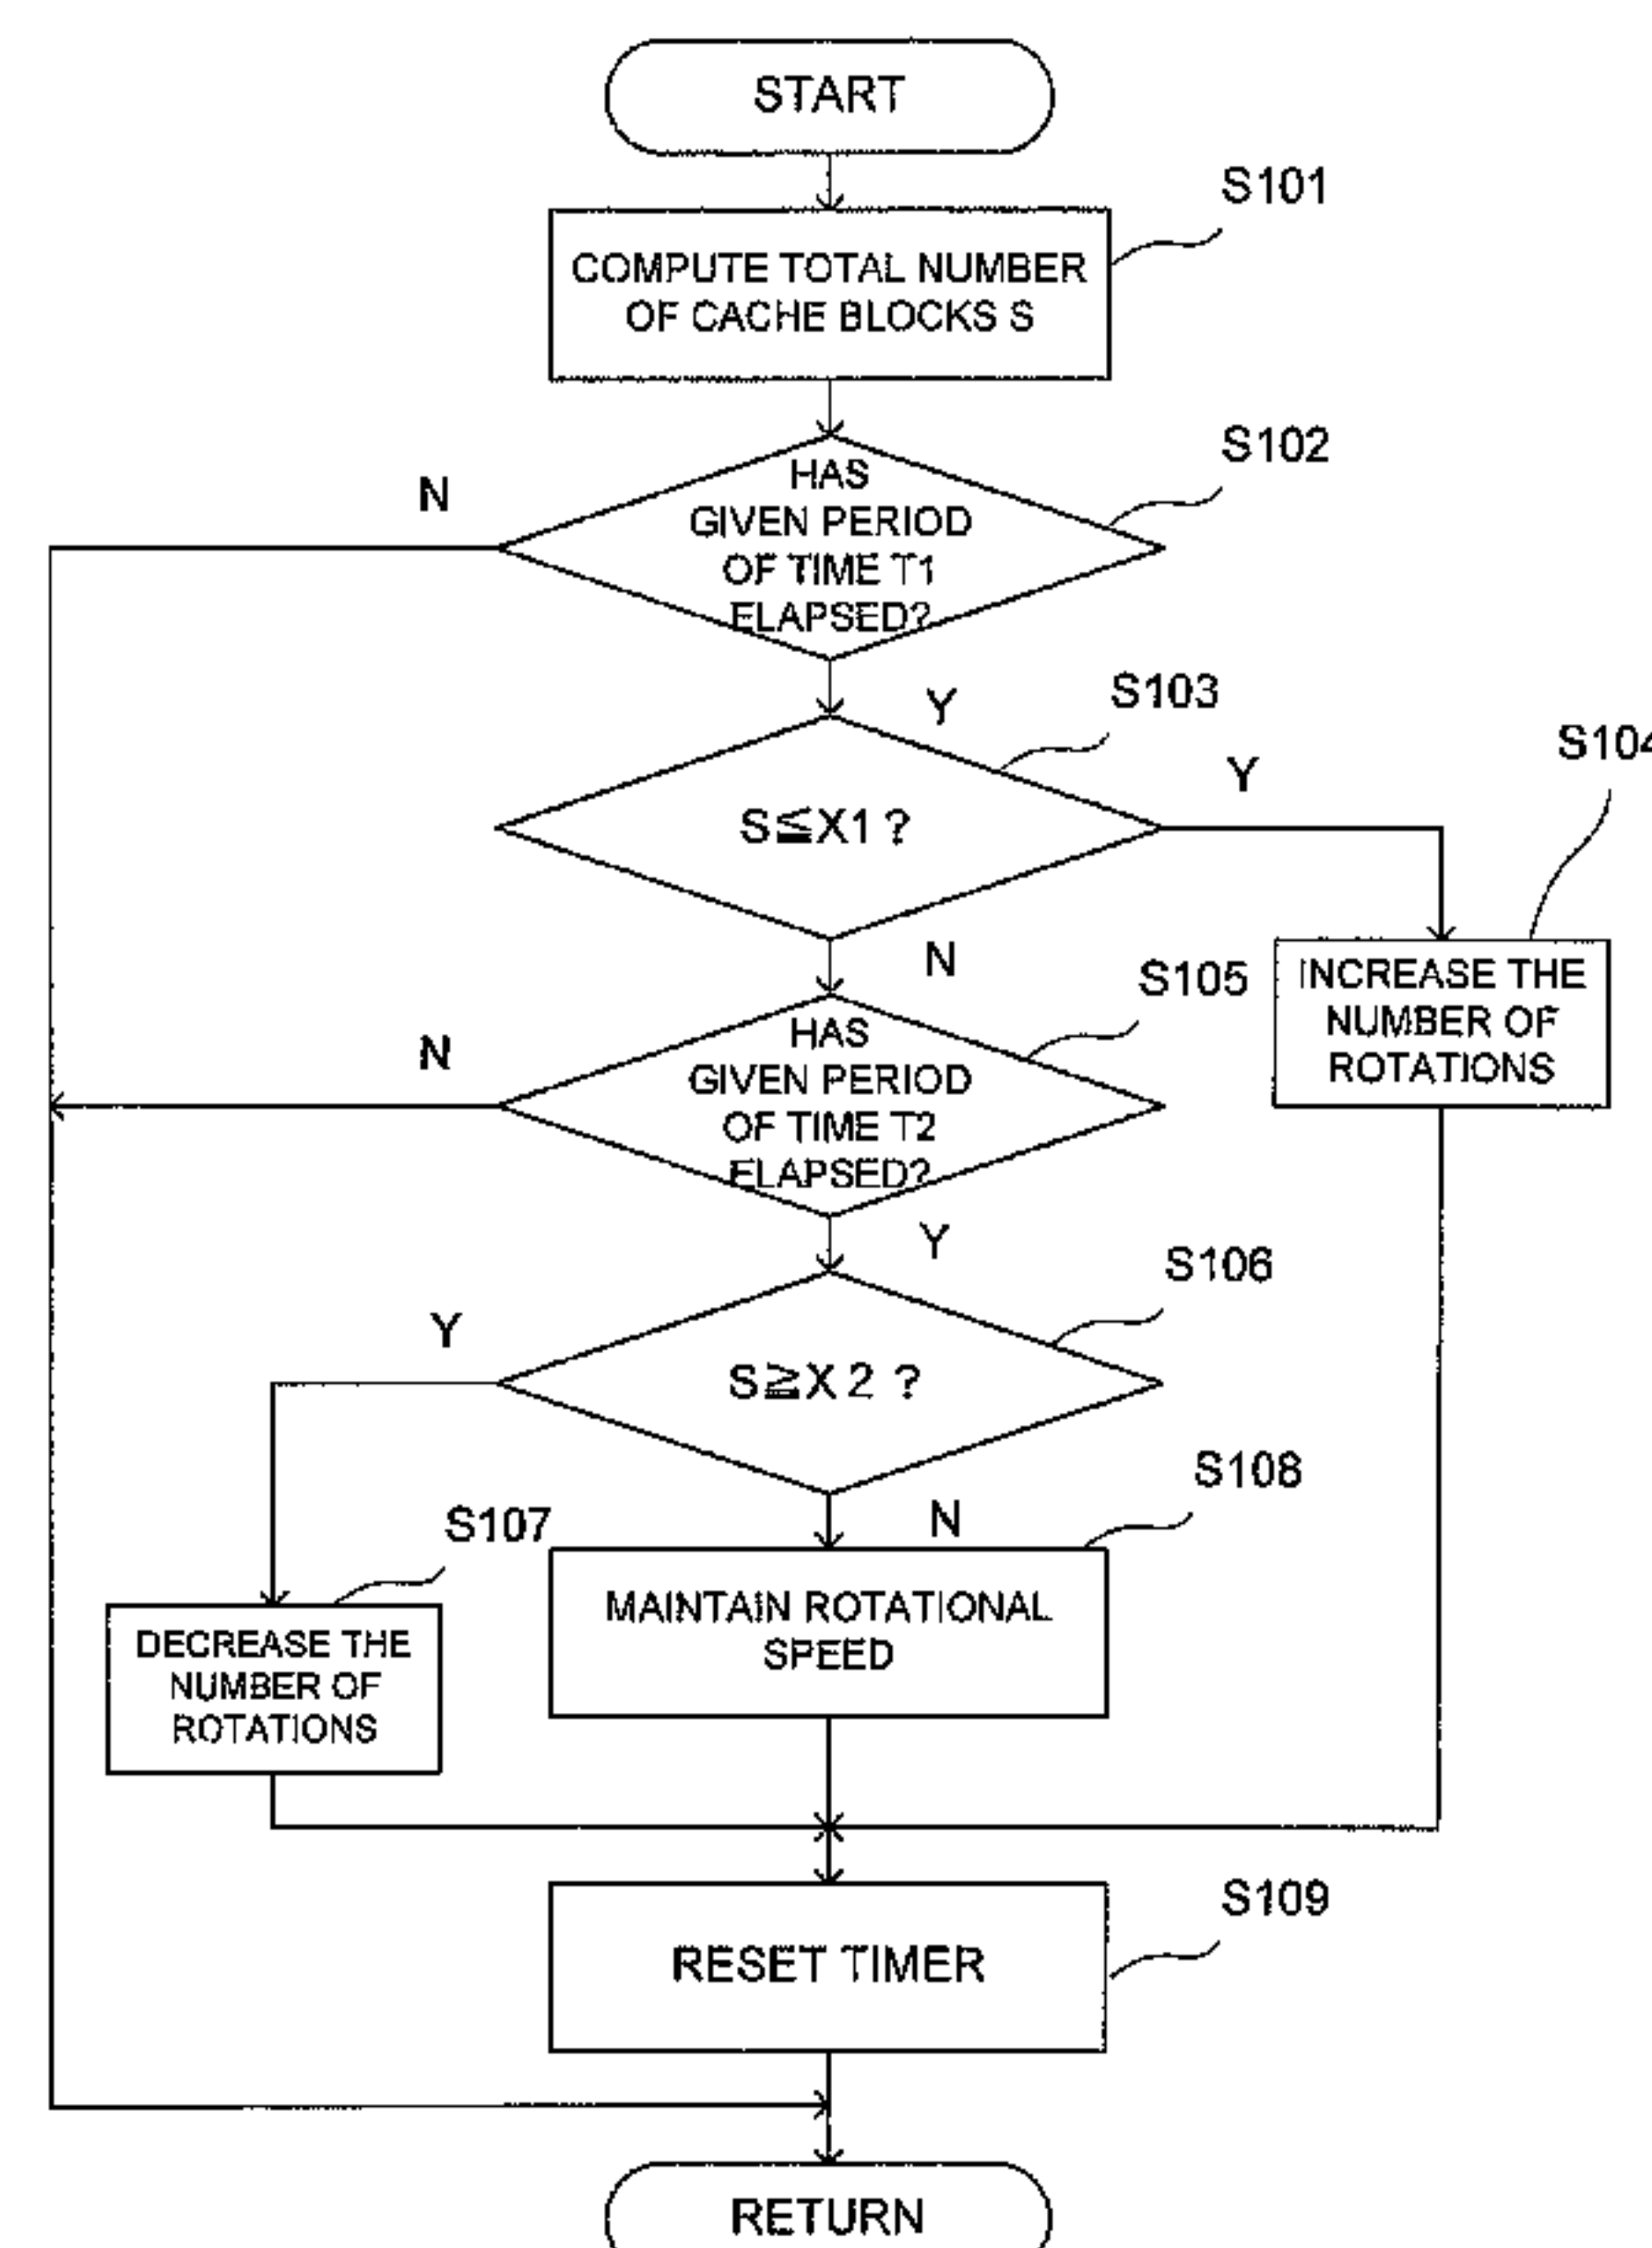 START
S101
COMPUTE TOTAL NUMBER
OF CACHE BLOCKS S
S102
N
HAS
GIVEN PERIOD
OF TIME T1
ELAPSED?
Y
S103
S104
Y
S≦X1 ?
N
S105
INCREASE THE
NUMBER OF
ROTATIONS
N
HAS
GIVEN PERIOD
OF TIME T2
ELAPSED?
Y
S106
Y
S≧X2 ?
S108
N
S107
MAINTAIN ROTATIONAL
SPEED
DECREASE THE
NUMBER OF
ROTATIONS
S109
RESET TIMER
RETURN